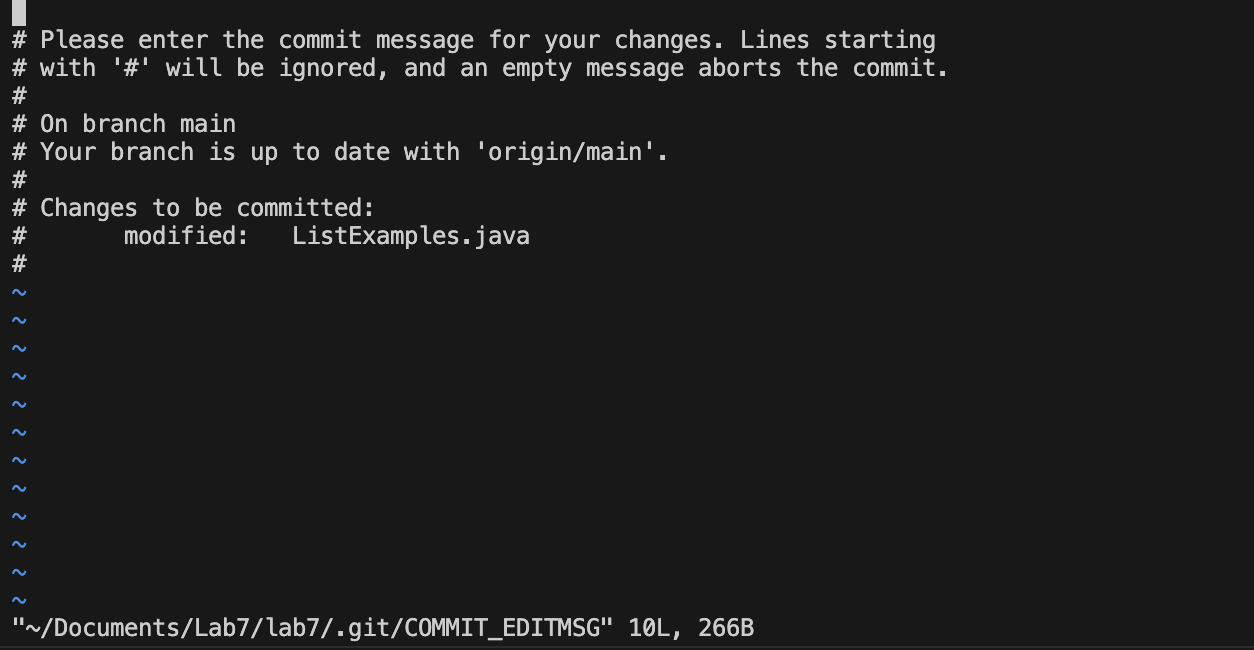 # Please enter the commit message for your changes. Lines starting
# with '#' will be ignored, and an empty message aborts the commit.
#
# On branch main
# Your branch is up to date with 'origin/main'.
#
# Changes to be committed:
#       modified:   ListExamples.java
#
~
~
~
~
~
~
~
~
~
~
~
~
"~/Documents/Lab7/lab7/.git/COMMIT_EDITMSG" 10L, 266B